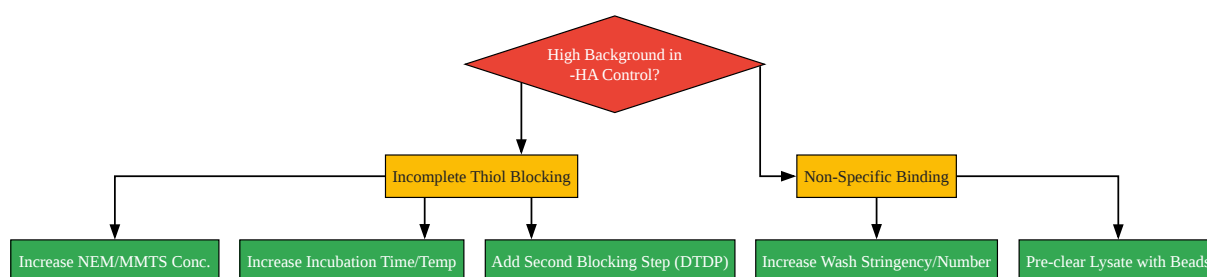 High Background in
-HA Control?
Incomplete Thiol Blocking
Non-Specific Binding
Increase NEM/MMTS Conc.
Increase Incubation Time/Temp
Add Second Blocking Step (DTDP)
Increase Wash Stringency/Number
Pre-clear Lysate with Beads